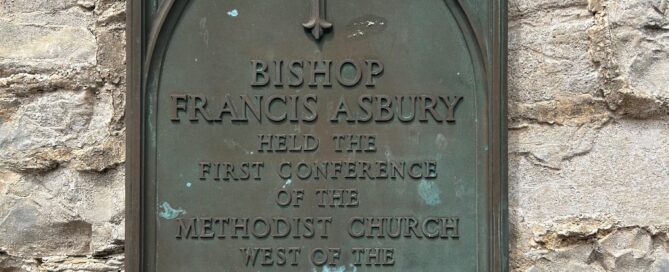 BISHOP
FRANCIS ASBURY
HELD THE
FIRST CONFERENCE
OF THE
METHODIST CHURCH
WEST OF THE